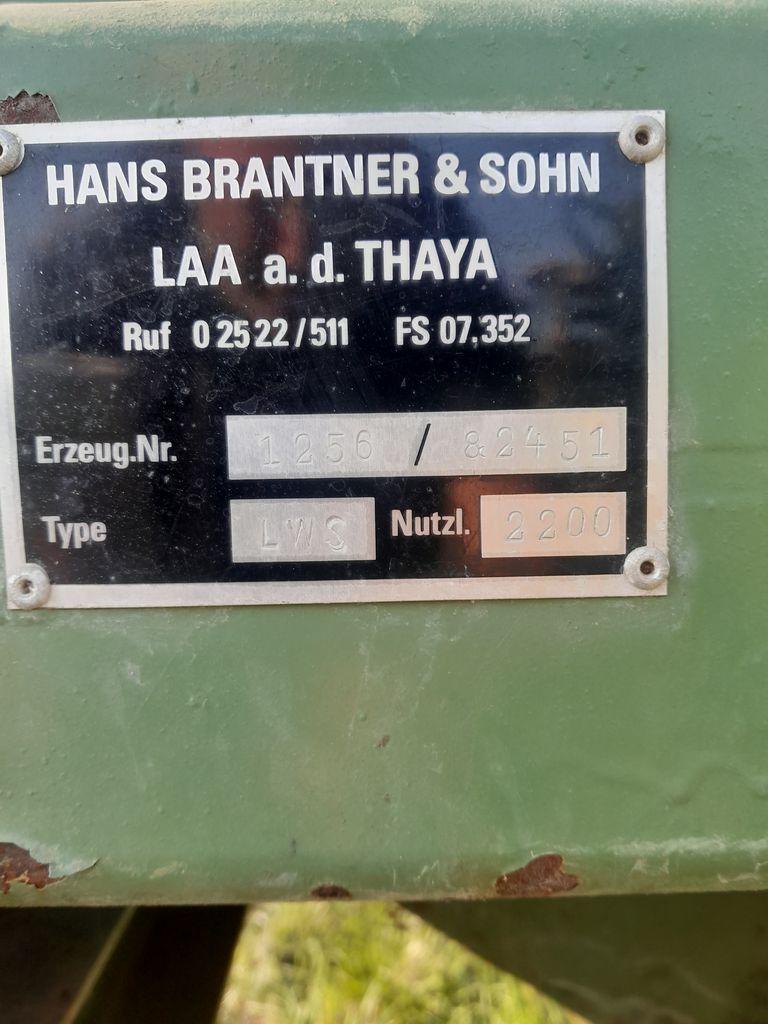 HANS BRANTNER & SOHN
LAA a. d. THAYA
Ruf 0 25 22/511 FS 07.352
Erzeug.Nr. 1256 / 82451
Type LWS Nutzl. 2200